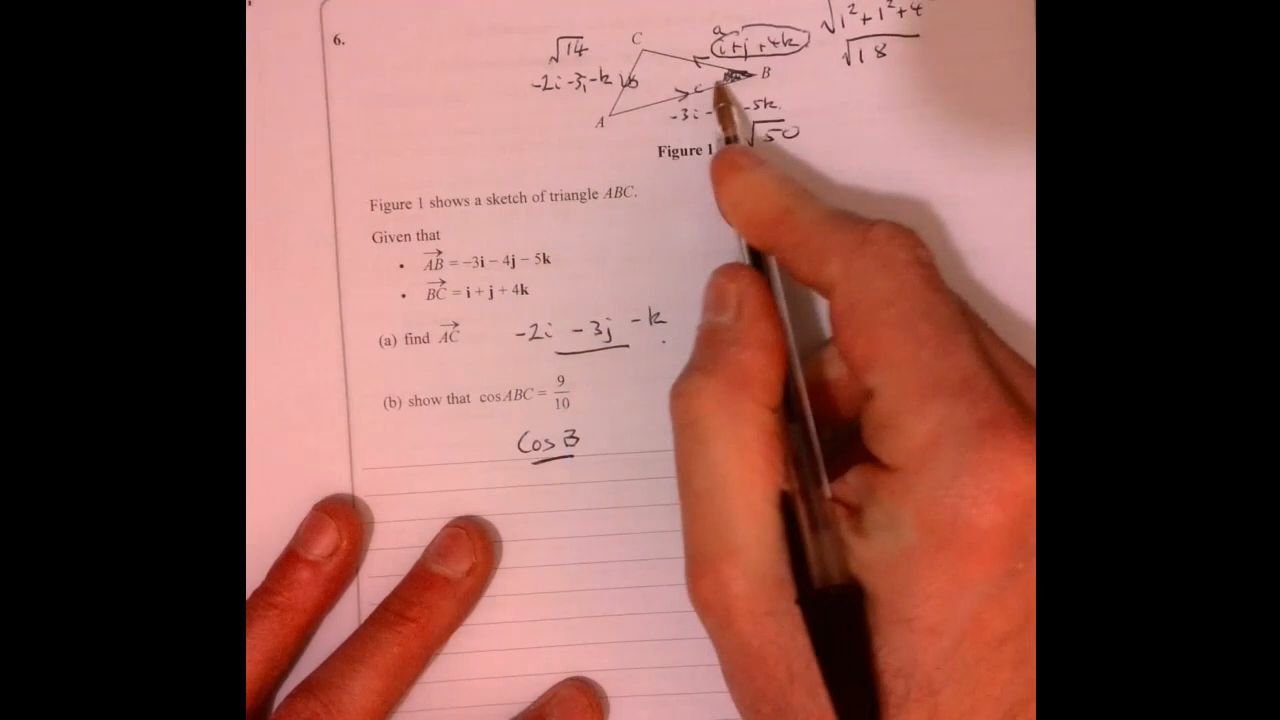 6.
√14
C
a
i+j+4k
√1²+1²+4
√18
-2i-3j-k b
c
B
A
-3i - -5k.
√50
Figure 1
Figure 1 shows a sketch of triangle ABC.
Given that
• AB = −3i − 4j − 5k
• BC = i + j + 4k
(a) find AC
-2i -3j -k
(b) show that cos ABC = 9/10
Cos B